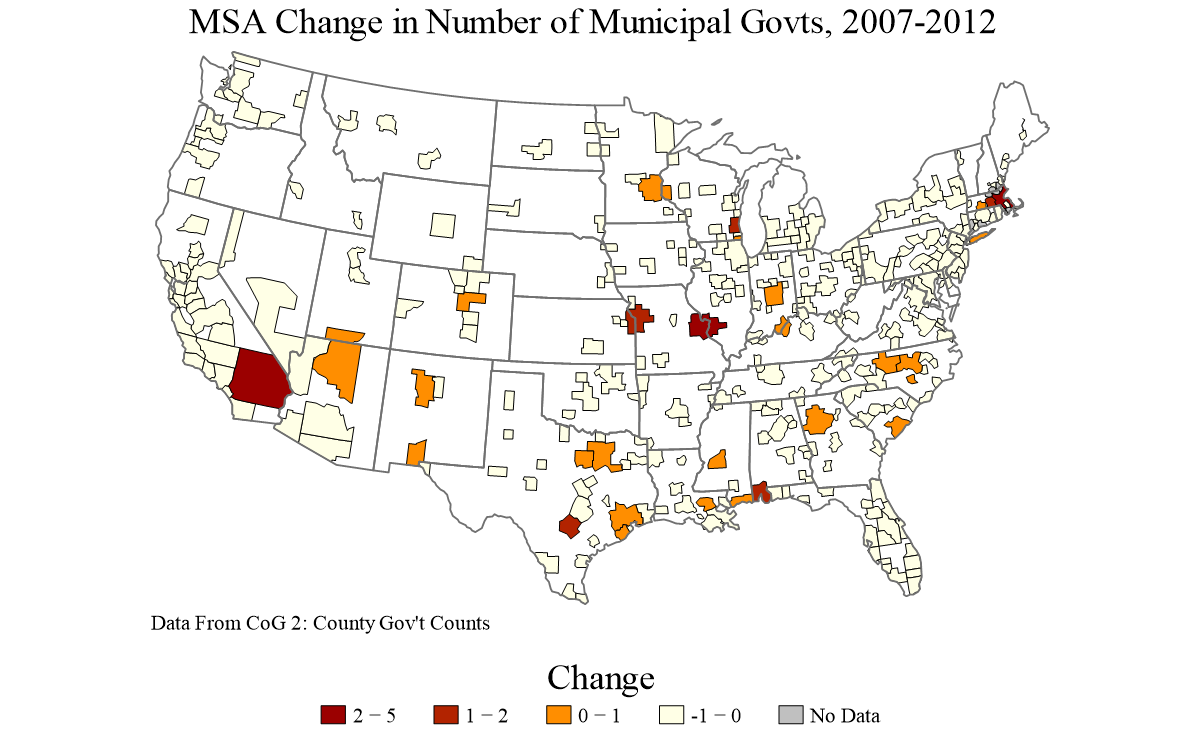 MSA Change in Number of Municipal Govts, 2007-2012
Data From CoG 2: County Gov't Counts
Change
2 − 5 1 − 2 0 − 1 -1 − 0 No Data